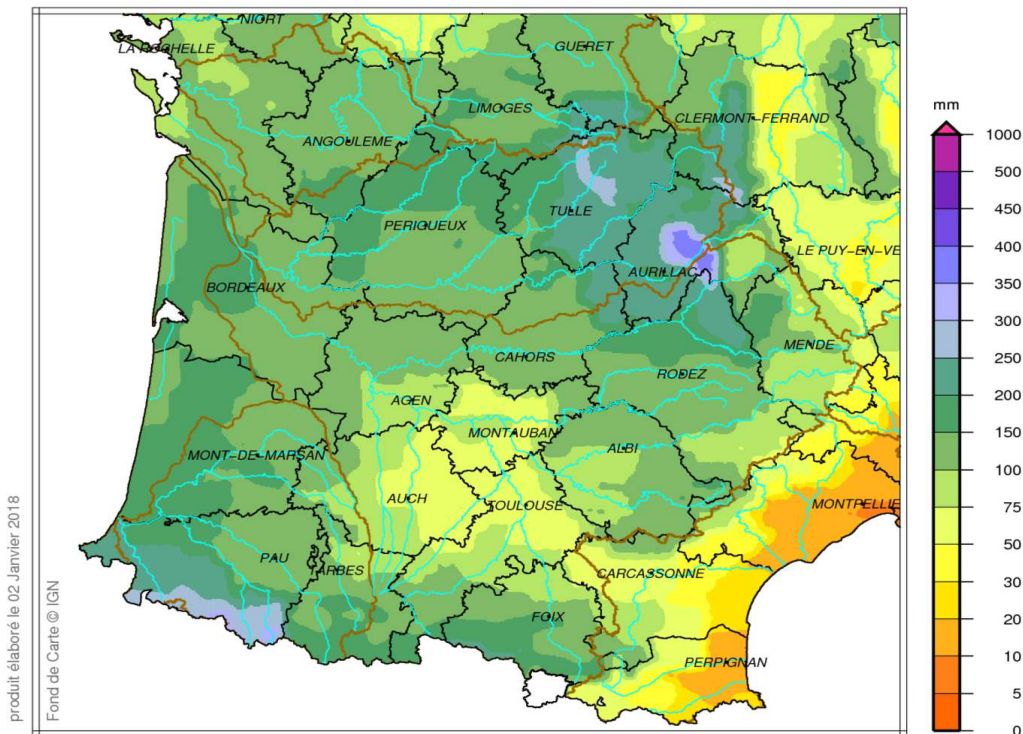 NIORT
LA ROCHELLE
GUERET
LIMOGES
CLERMONT-FERRAND
ANGOULEME
TULLE
PERIGUEUX
LE PUY-EN-VE
AURILLAC
BORDEAUX
MENDE
CAHORS
RODEZ
AGEN
MONTAUBAN
ALBI
MONT-DE-MARSAN
AUCH
TOULOUSE
MONTPELLIE
PAU
TARBES
CARCASSONNE
FOIX
PERPIGNAN
mm
1000
500
400
350
300
250
200
150
100
75
50
30
20
10
5
0
produit élaboré le 02 Janvier 2018
Fond de Carte © IGN